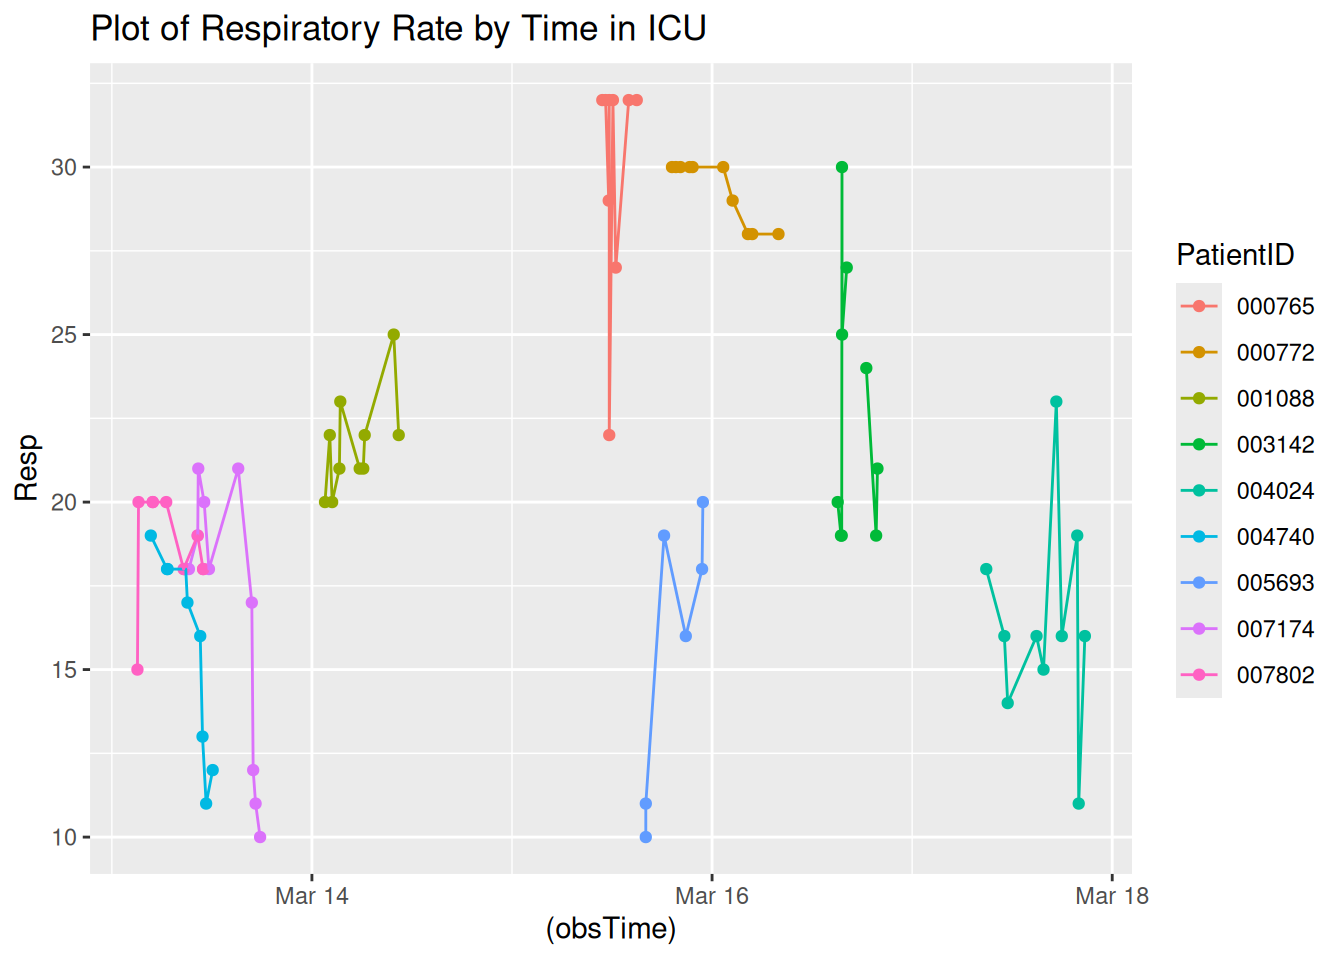 Plot of Respiratory Rate by Time in ICU
Resp
30
25
20
15
10
Mar 14
Mar 16
Mar 18
(obsTime)
PatientID
000765
000772
001088
003142
004024
004740
005693
007174
007802